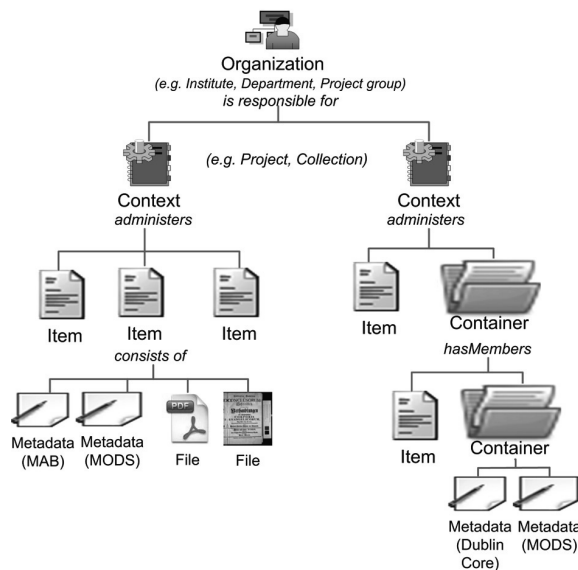 Organization
(e.g. Institute, Department, Project group)
is responsible for
(e.g. Project, Collection)
Context
administers
Context
administers
Item
Item
Item
Item
Container
consists of
hasMembers
PDF
Metadata
(MAB)
Metadata
(MODS)
File
File
Item
Container
Metadata
(Dublin
Core)
Metadata
(MODS)